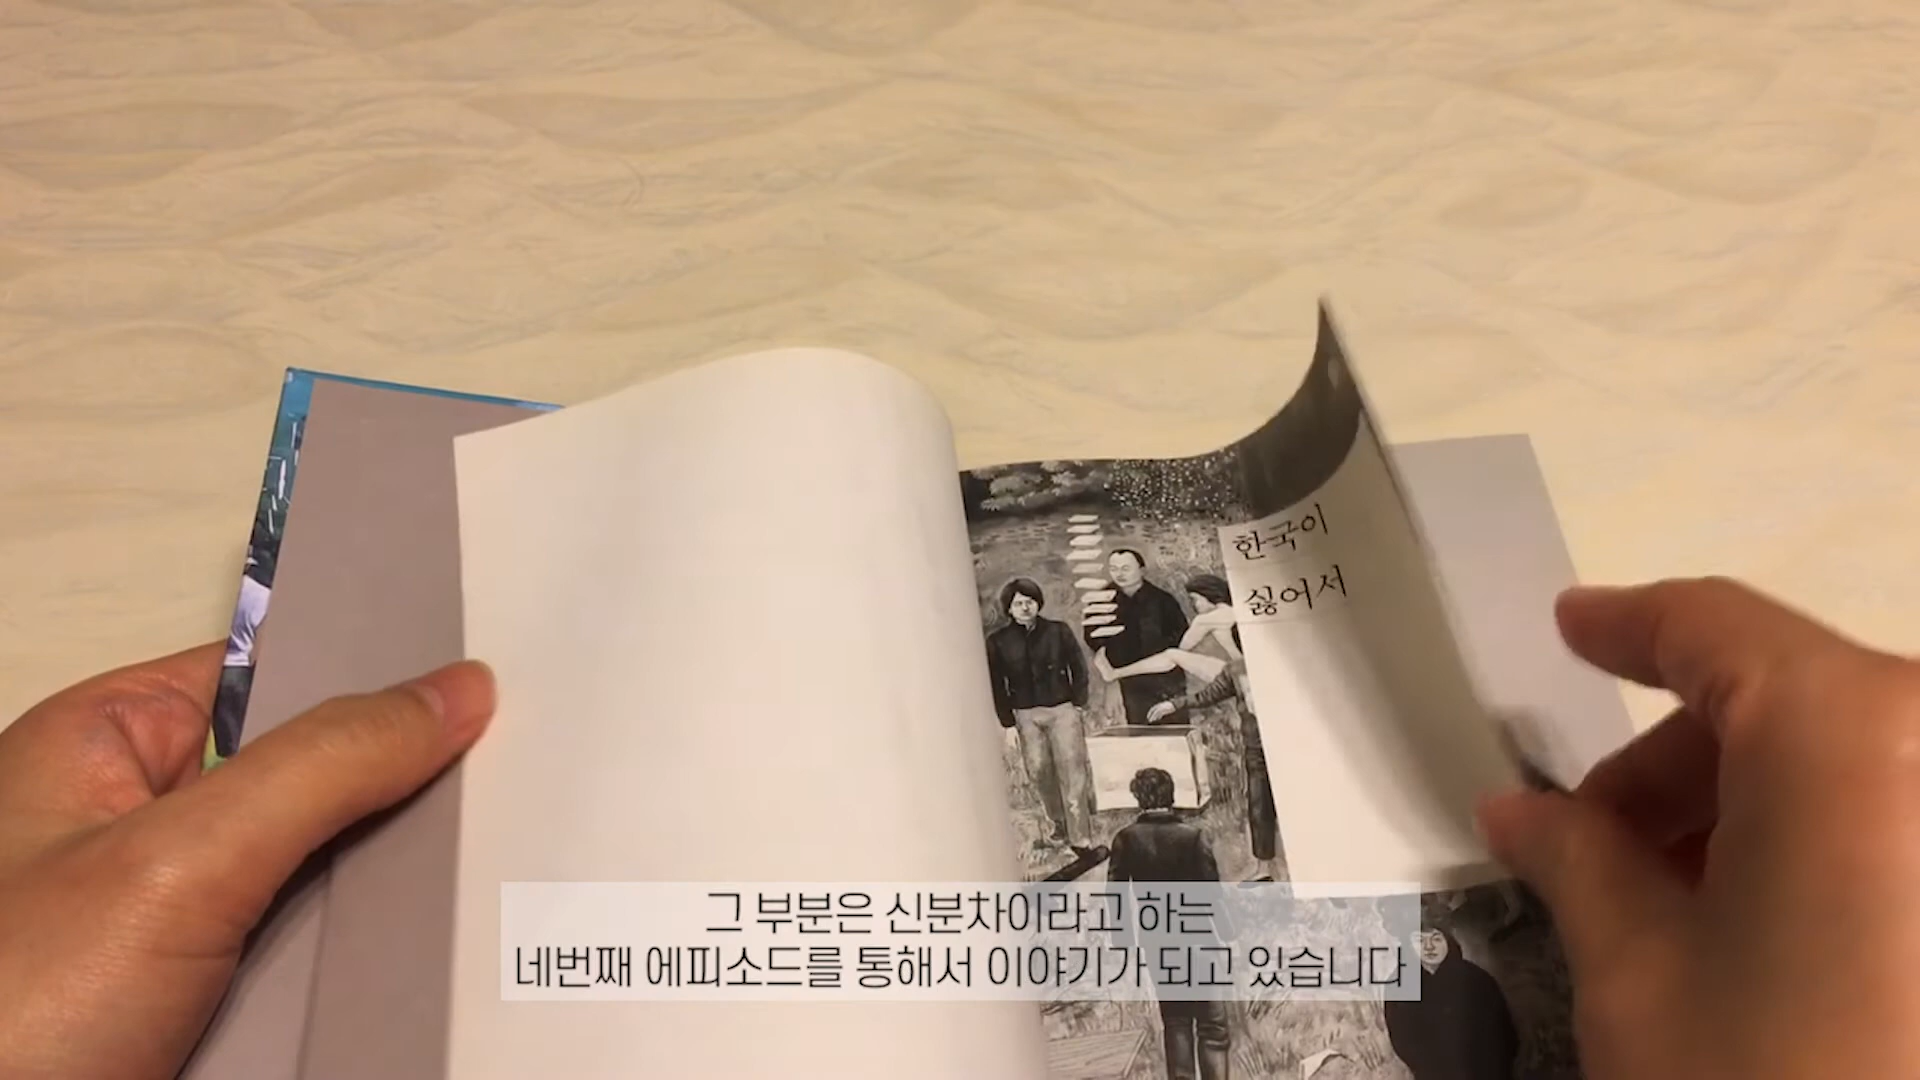 한국이
싫어서
그 부분은 신분차이라고 하는
네번째 에피소드를 통해서 이야기가 되고 있습니다